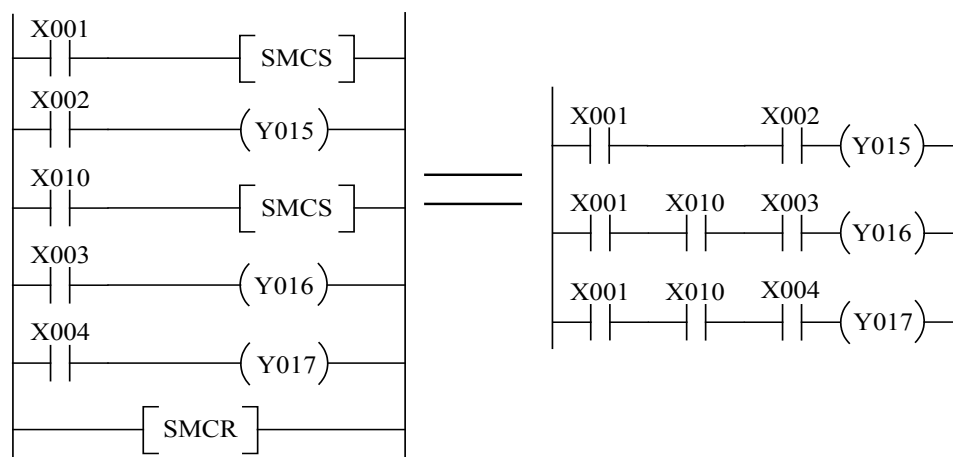 X001
SMCS
X002
Y015
X010
SMCS
X003
Y016
X004
Y017
SMCR
X001 X002
Y015
X001 X010 X003
Y016
X001 X010 X004
Y017